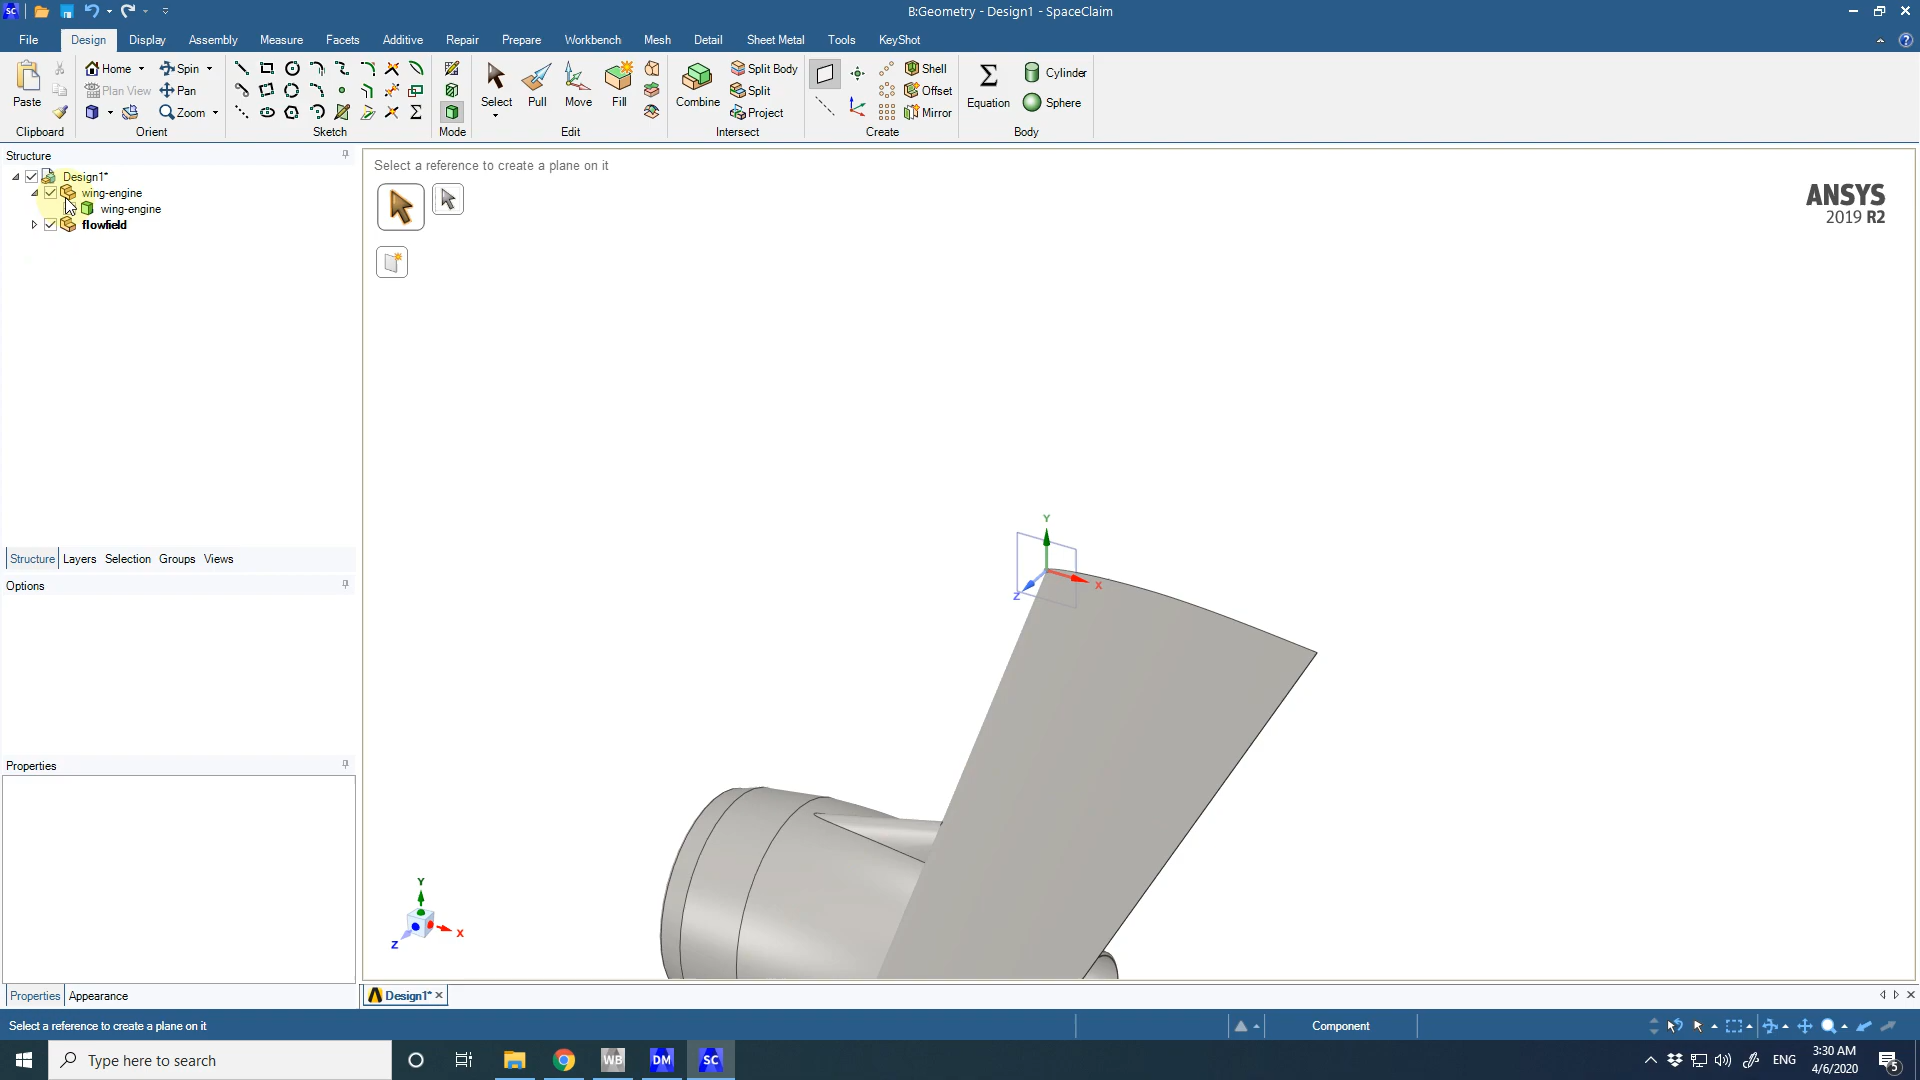 SC
B:Geometry - Design1 - SpaceClaim
File Design Display Assembly Measure Facets Additive Repair Prepare Workbench Mesh Detail Sheet Metal Tools KeyShot
Paste
Clipboard
Home Spin
Plan View Pan
Zoom
Orient
Sketch
Mode
Select Pull Move Fill
Edit
Combine
Split Body
Split
Project
Intersect
Shell
Offset
Mirror
Create
Equation
Cylinder
Sphere
Body
Structure
Design1*
wing-engine
wing-engine
flowfield
Structure Layers Selection Groups Views
Options
Properties
Properties Appearance
Select a reference to create a plane on it
ANSYS
2019 R2
Y
X
Z
Y
X
Z
Design1*
Select a reference to create a plane on it
Component
Type here to search
WB DM SC
ENG
3:30 AM
4/6/2020
5